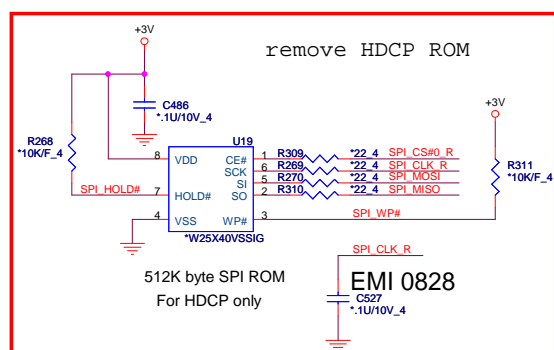 remove HDCP ROM
+3V
C486
*.1U/10V_4
+3V
R268
*10K/F_4
U19
8 VDD CE# 1 R309 *22_4 SPI_CS#0_R
SCK 6 R269 *22_4 SPI_CLK_R
SI 5 R270 *22_4 SPI_MOSI
SPI_HOLD# 7 HOLD# SO 2 R310 *22_4 SPI_MISO
R311
*10K/F_4
4 VSS WP# 3 SPI_WP#
*W25X40VSSIG
512K byte SPI ROM
For HDCP only
SPI_CLK_R
EMI 0828
C527
*.1U/10V_4